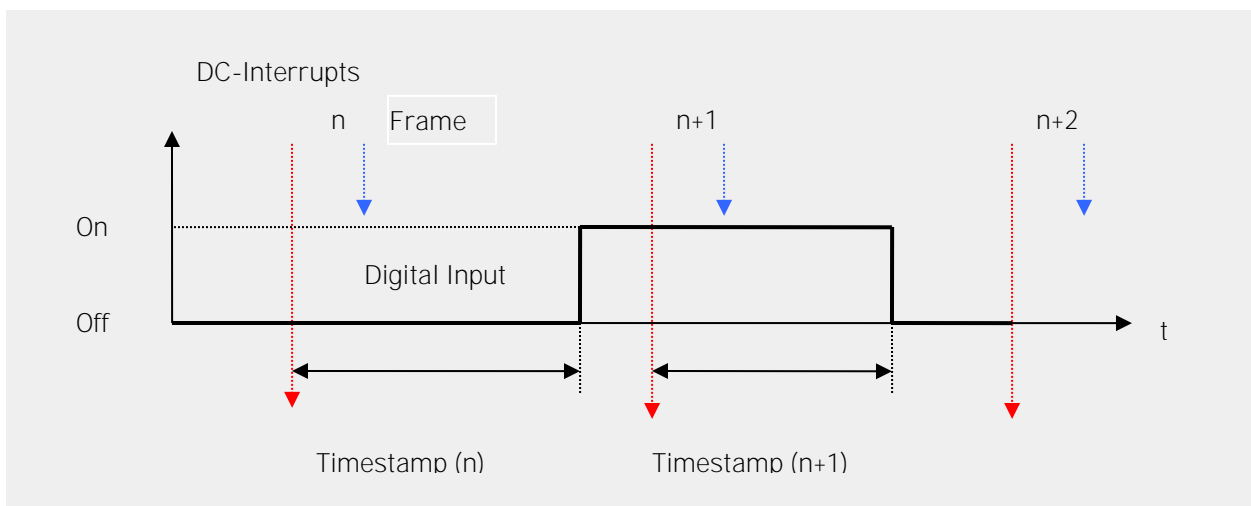 DC-Interrupts
n Frame n+1 n+2
On
Digital Input
Off
t
Timestamp (n) Timestamp (n+1)